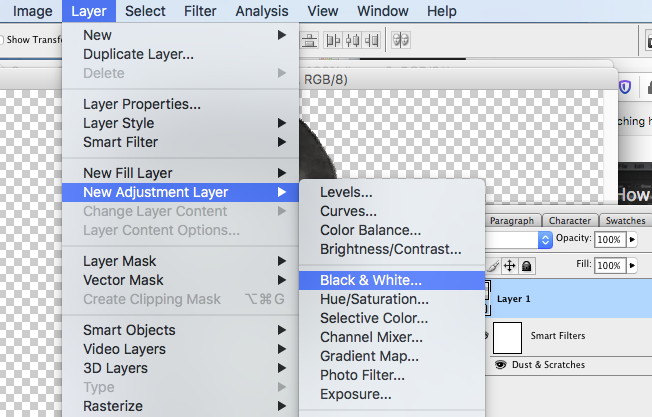 Image Layer Select Filter Analysis View Window Help
Show Transf
RGB/8)
New
Duplicate Layer...
Delete
Layer Properties...
Layer Style
Smart Filter
New Fill Layer
New Adjustment Layer
Change Layer Content
Layer Content Options...
Layer Mask
Vector Mask
Create Clipping Mask ⌥⌘G
Smart Objects
Video Layers
3D Layers
Type
Rasterize
Levels...
Curves...
Color Balance...
Brightness/Contrast...
Black & White...
Hue/Saturation...
Selective Color...
Channel Mixer...
Gradient Map...
Photo Filter...
Exposure...
ching h
How
Paragraph Character Swatches
Opacity: 100%
Fill: 100%
Layer 1
Smart Filters
Dust & Scratches